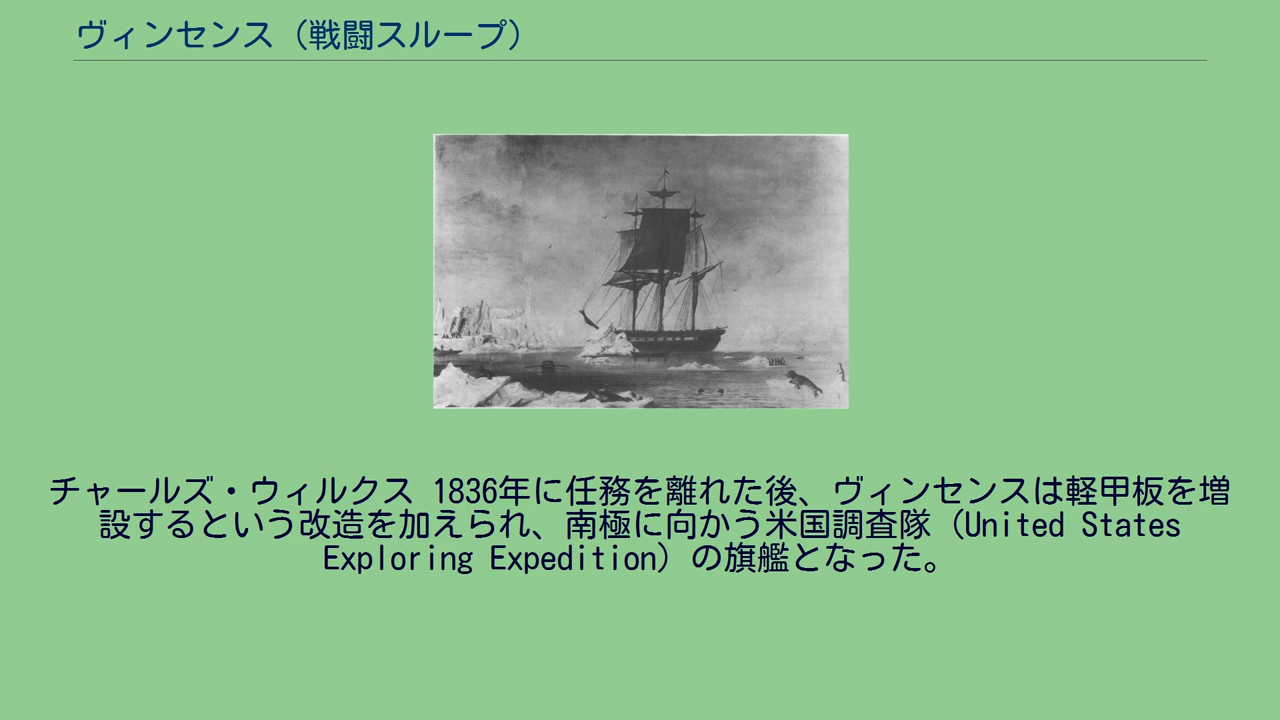 ヴィンセンス（戦闘スループ）
チャールズ・ウィルクス 1836年に任務を離れた後、ヴィンセンスは軽甲板を増
設するという改造を加えられ、南極に向かう米国調査隊（United States
Exploring Expedition）の旗艦となった。